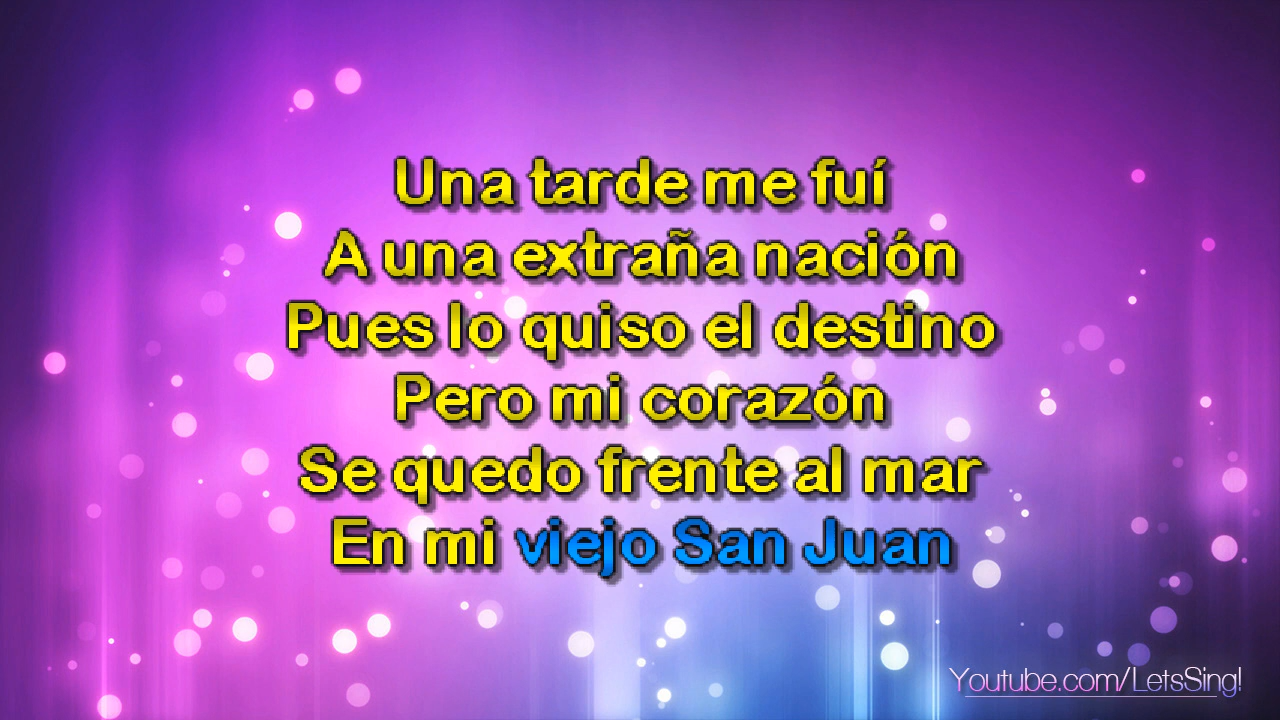 Una tarde me fuí
A una extraña nación
Pues lo quiso el destino
Pero mi corazón
Se quedo frente al mar
En mi viejo San Juan
Youtube.com/LetsSing!